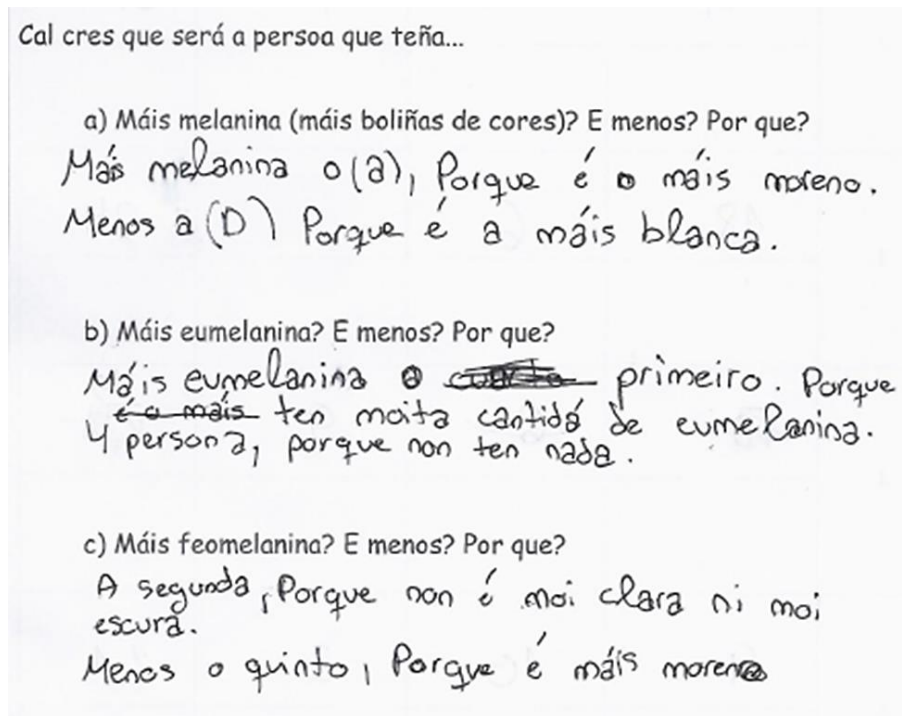 Cal cres que será a persoa que teña...
a) Máis melanina (máis boliñas de cores)? E menos? Por que?
Máis melanina o (a), Porque é o máis moreno.
Menos a (D) Porque é a máis blanca.
b) Máis eumelanina? E menos? Por que?
Máis eumelanina o cuarto primeiro. Porque
é o máis ten moita cantidá de eumelanina.
4 persona, porque non ten nada.
c) Máis feomelanina? E menos? Por que?
A segunda, Porque non é moi clara ni moi
escura.
Menos o quinto, Porque é máis moreno